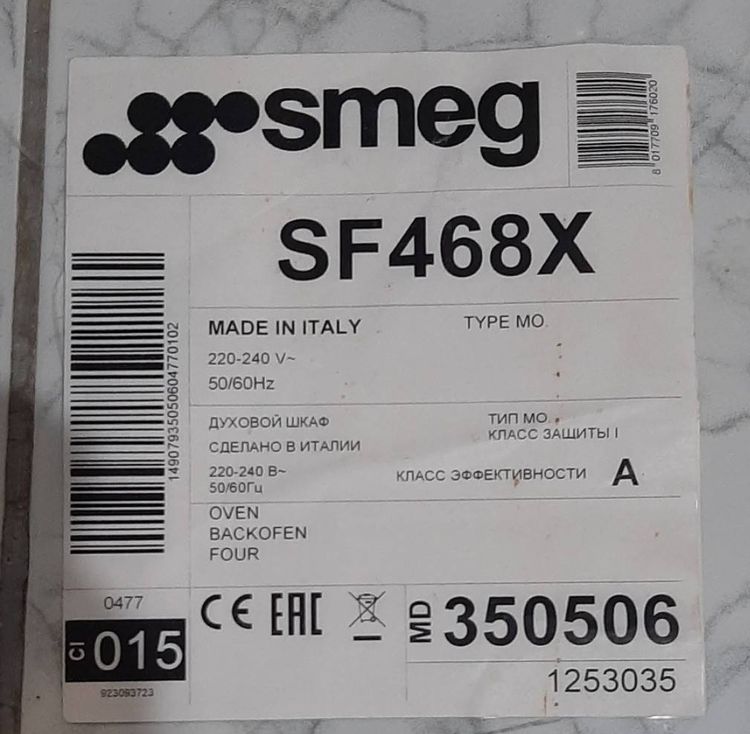 smeg
8 017709 176020
SF468X
149079350506047​70102
MADE IN ITALY
TYPE MO.
220-240 V~
50/60Hz
ДУХОВОЙ ШКАФ
СДЕЛАНО В ИТАЛИИ
220-240 В~
50/60Гц
ТИП МО...
КЛАСС ЗАЩИТЫ I
КЛАСС ЭФФЕКТИВНОСТИ A
OVEN
BACKOFEN
FOUR
0477
CI 015
923093723
CE EAC
MD 350506
1253035